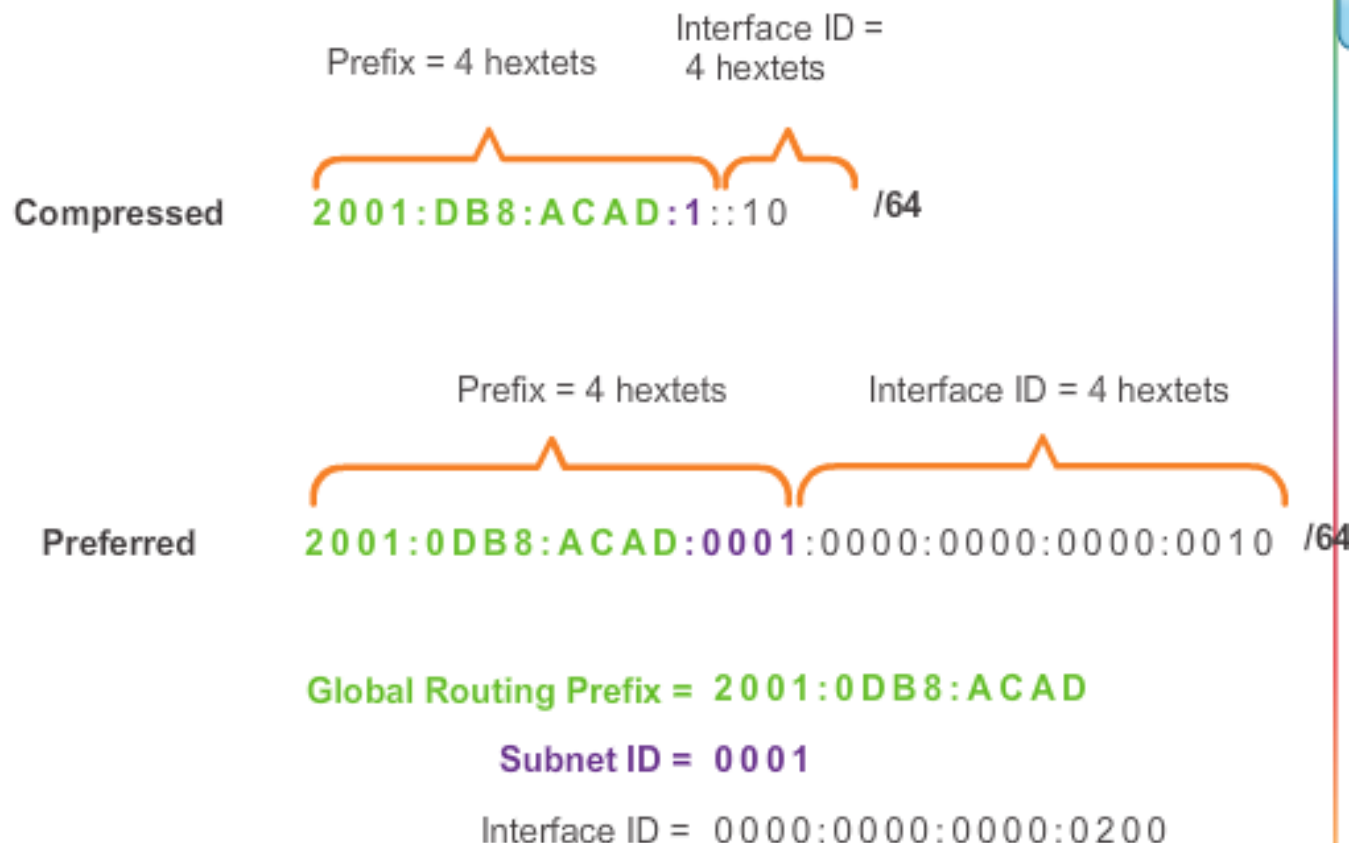 Interface ID =
Prefix = 4 hextets 4 hextets
Compressed 2001:DB8:ACAD:1::10 /64
Prefix = 4 hextets Interface ID = 4 hextets
Preferred 2001:0DB8:ACAD:0001:0000:0000:0000:0010 /64
Global Routing Prefix = 2001:0DB8:ACAD
Subnet ID = 0001
Interface ID = 0000:0000:0000:0200